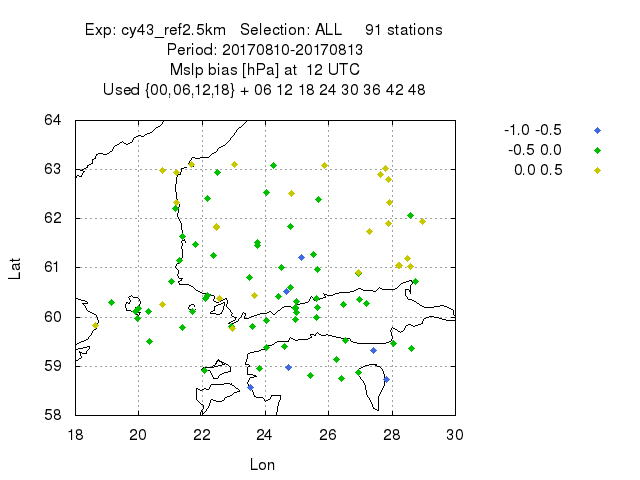 Exp: cy43_ref2.5km Selection: ALL 91 stations
Period: 20170810-20170813
Mslp bias [hPa] at 12 UTC
Used {00,06,12,18} + 06 12 18 24 30 36 42 48
-1.0 -0.5
-0.5 0.0
0.0 0.5
64
63
62
61
60
59
58
Lat
18 20 22 24 26 28 30
Lon